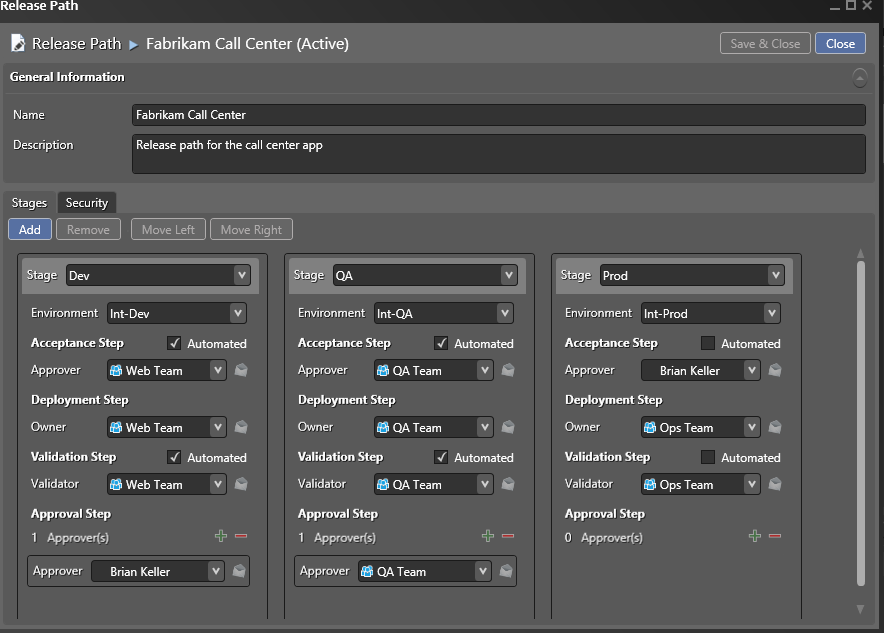 Release Path
Release Path ▶ Fabrikam Call Center (Active)
Save & Close
Close
General Information
Name
Fabrikam Call Center
Description
Release path for the call center app
Stages
Security
Add
Remove
Move Left
Move Right
Stage
Dev
Environment
Int-Dev
Acceptance Step
Automated
Approver
Web Team
Deployment Step
Owner
Web Team
Validation Step
Automated
Validator
Web Team
Approval Step
1 Approver(s)
Approver
Brian Keller
Stage
QA
Environment
Int-QA
Acceptance Step
Automated
Approver
QA Team
Deployment Step
Owner
QA Team
Validation Step
Automated
Validator
QA Team
Approval Step
1 Approver(s)
Approver
QA Team
Stage
Prod
Environment
Int-Prod
Acceptance Step
Automated
Approver
Brian Keller
Deployment Step
Owner
Ops Team
Validation Step
Automated
Validator
Ops Team
Approval Step
0 Approver(s)